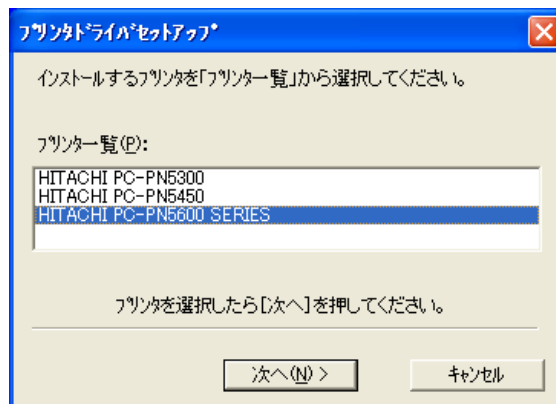 プリンタドライバセットアップ
インストールするプリンタを「プリンター覧」から選択してください。
プリンター覧(P):
HITACHI PC-PN5300
HITACHI PC-PN5450
HITACHI PC-PN5600 SERIES
プリンタを選択したら[次へ]を押してください。
次へ(N) >
キャンセル